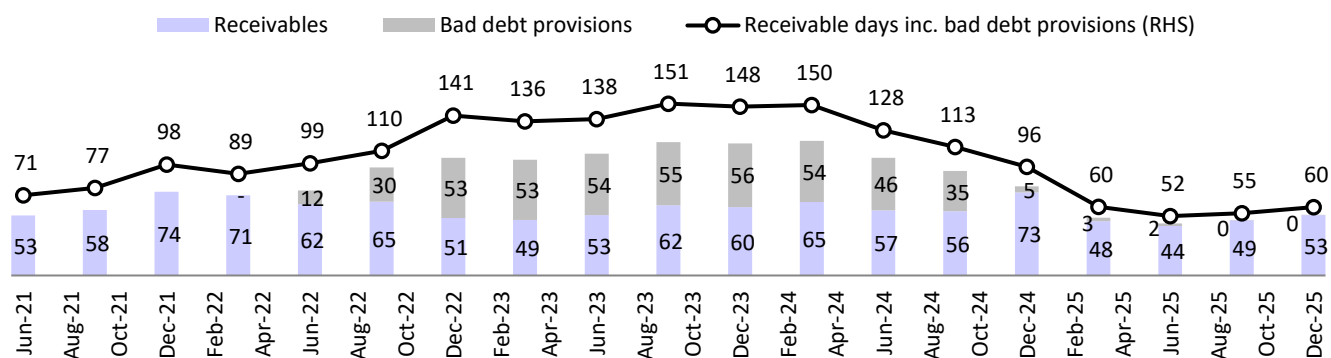 Receivables Bad debt provisions Receivable days inc. bad debt provisions (RHS)
71 77 98 89 99 110 141 136 138 151 148 150 128 113 96 60 52 55 60
- 12 30 53 53 54 55 56 54 46 35 5 3 2 0 0
53 58 74 71 62 65 51 49 53 62 60 65 57 56 73 48 44 49 53
Jun-21 Aug-21 Oct-21 Dec-21 Feb-22 Apr-22 Jun-22 Aug-22 Oct-22 Dec-22 Feb-23 Apr-23 Jun-23 Aug-23 Oct-23 Dec-23 Feb-24 Apr-24 Jun-24 Aug-24 Oct-24 Dec-24 Feb-25 Apr-25 Jun-25 Aug-25 Oct-25 Dec-25